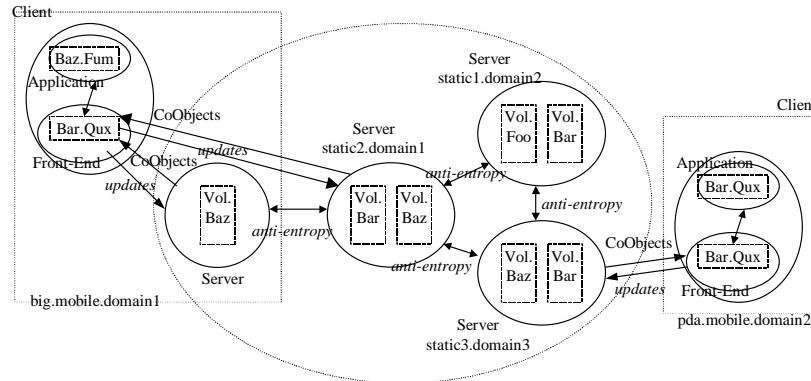 Client
Baz.Fum
Application
Bar.Qux
Front-End
CoObjects
CoObjects
updates
updates
Vol.
Baz
Server
big.mobile.domain1
anti-entropy
Server
static2.domain1
Vol.
Bar
Vol.
Baz
Server
static1.domain2
Vol.
Foo
Vol.
Bar
anti-entropy
anti-entropy
anti-entropy
Vol.
Baz
Vol.
Bar
Server
static3.domain3
CoObjects
updates
Client
Application
Bar.Qux
Bar.Qux
Front-End
pda.mobile.domain2